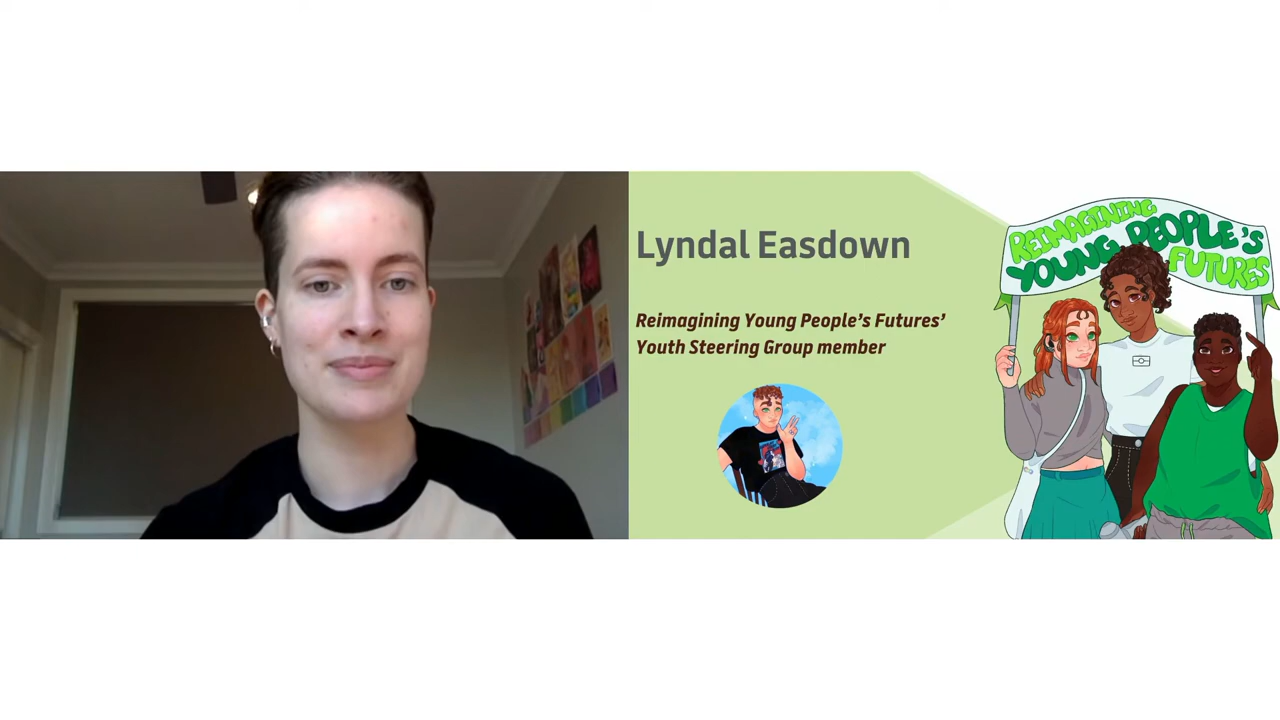 Lyndal Easdown
Reimagining Young People's Futures'
Youth Steering Group member
REIMAGINING
YOUNG PEOPLE'S
FUTURES